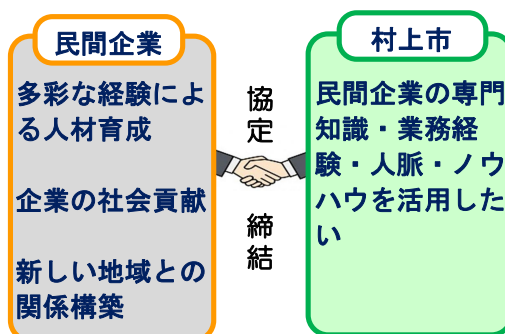 民間企業
多彩な経験によ
る人材育成
企業の社会貢献
新しい地域との
関係構築
協定
締結
村上市
民間企業の専門
知識・業務経
験・人脈・ノウ
ハウを活用した
い